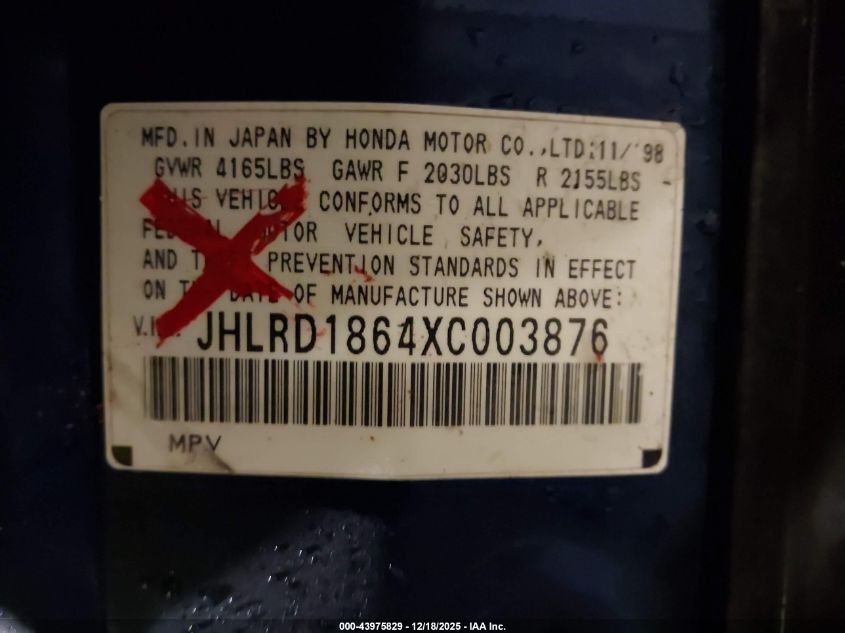 MFD.IN JAPAN BY HONDA MOTOR CO.,LTD:11/'98
GVWR 4165LBS GAWR F 2030LBS R 2155LBS
VEHICLE CONFORMS TO ALL APPLICABLE
VEHICLE SAFETY,
AND PREVENTION STANDARDS IN EFFECT
ON DATE OF MANUFACTURE SHOWN ABOVE:
JHLRD1864XC003876
MPV
000-43975829 - 12/18/2025 - IAA Inc.